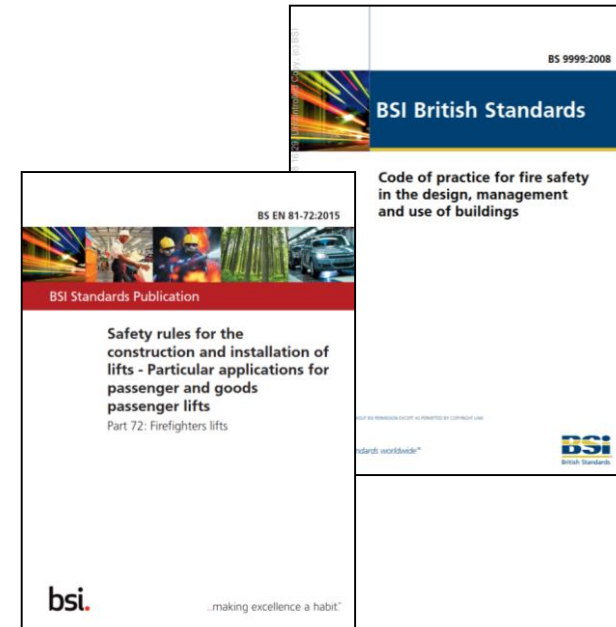 BS 9999:2008
BSI British Standards
Code of practice for fire safety
in the design, management
and use of buildings
BSi
British Standards
BS EN 81-72:2015
BSI Standards Publication
Safety rules for the
construction and installation of
lifts - Particular applications for
passenger and goods
passenger lifts
Part 72: Firefighters lifts
bsi.
...making excellence a habit.™